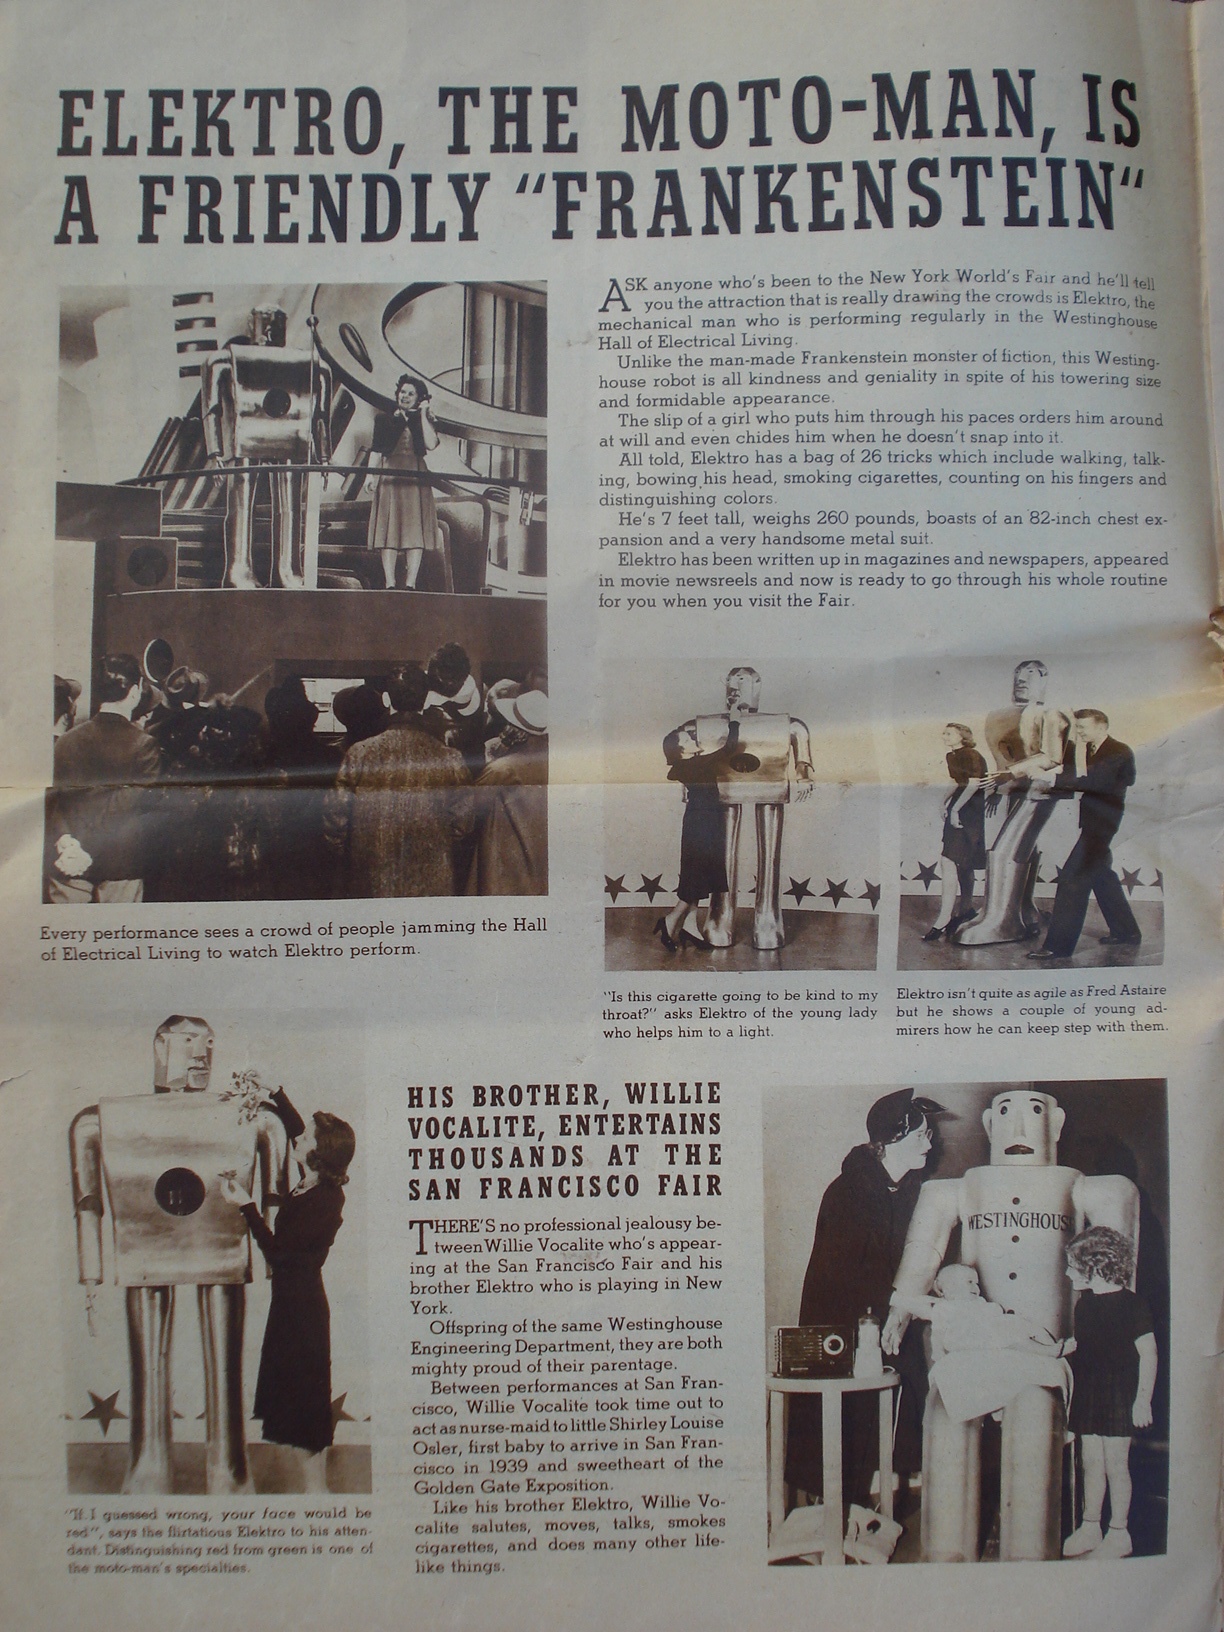 ELEKTRO, THE MOTO-MAN, IS
A FRIENDLY "FRANKENSTEIN"
ASK anyone who's been to the New York World's Fair and he'll tell
you the attraction that is really drawing the crowds is Elektro, the
mechanical man who is performing regularly in the Westinghouse
Hall of Electrical Living.
Unlike the man-made Frankenstein monster of fiction, this Westing-
house robot is all kindness and geniality in spite of his towering size
and formidable appearance.
The slip of a girl who puts him through his paces orders him around
at will and even chides him when he doesn't snap into it.
All told, Elektro has a bag of 26 tricks which include walking, talk-
ing, bowing his head, smoking cigarettes, counting on his fingers and
distinguishing colors.
He's 7 feet tall, weighs 260 pounds, boasts of an 82-inch chest ex-
pansion and a very handsome metal suit.
Elektro has been written up in magazines and newspapers, appeared
in movie newsreels and now is ready to go through his whole routine
for you when you visit the Fair.
Every performance sees a crowd of people jamming the Hall
of Electrical Living to watch Elektro perform.
"Is this cigarette going to be kind to my
throat?" asks Elektro of the young lady
who helps him to a light.
Elektro isn't quite as agile as Fred Astaire
but he shows a couple of young ad-
mirers how he can keep step with them.
"If I guessed wrong, your face would be
red", says the flirtatious Elektro to his atten-
dant. Distinguishing red from green is one of
the moto-man's specialties.
HIS BROTHER, WILLIE
VOCALITE, ENTERTAINS
THOUSANDS AT THE
SAN FRANCISCO FAIR
THERE'S no professional jealousy be-
tween Willie Vocalite who's appear-
ing at the San Francisco Fair and his
brother Elektro who is playing in New
York.
Offspring of the same Westinghouse
Engineering Department, they are both
mighty proud of their parentage.
Between performances at San Fran-
cisco, Willie Vocalite took time out to
act as nurse-maid to little Shirley Louise
Osler, first baby to arrive in San Fran-
cisco in 1939 and sweetheart of the
Golden Gate Exposition.
Like his brother Elektro, Willie Vo-
calite salutes, moves, talks, smokes
cigarettes, and does many other life-
like things.
WESTINGHOUS